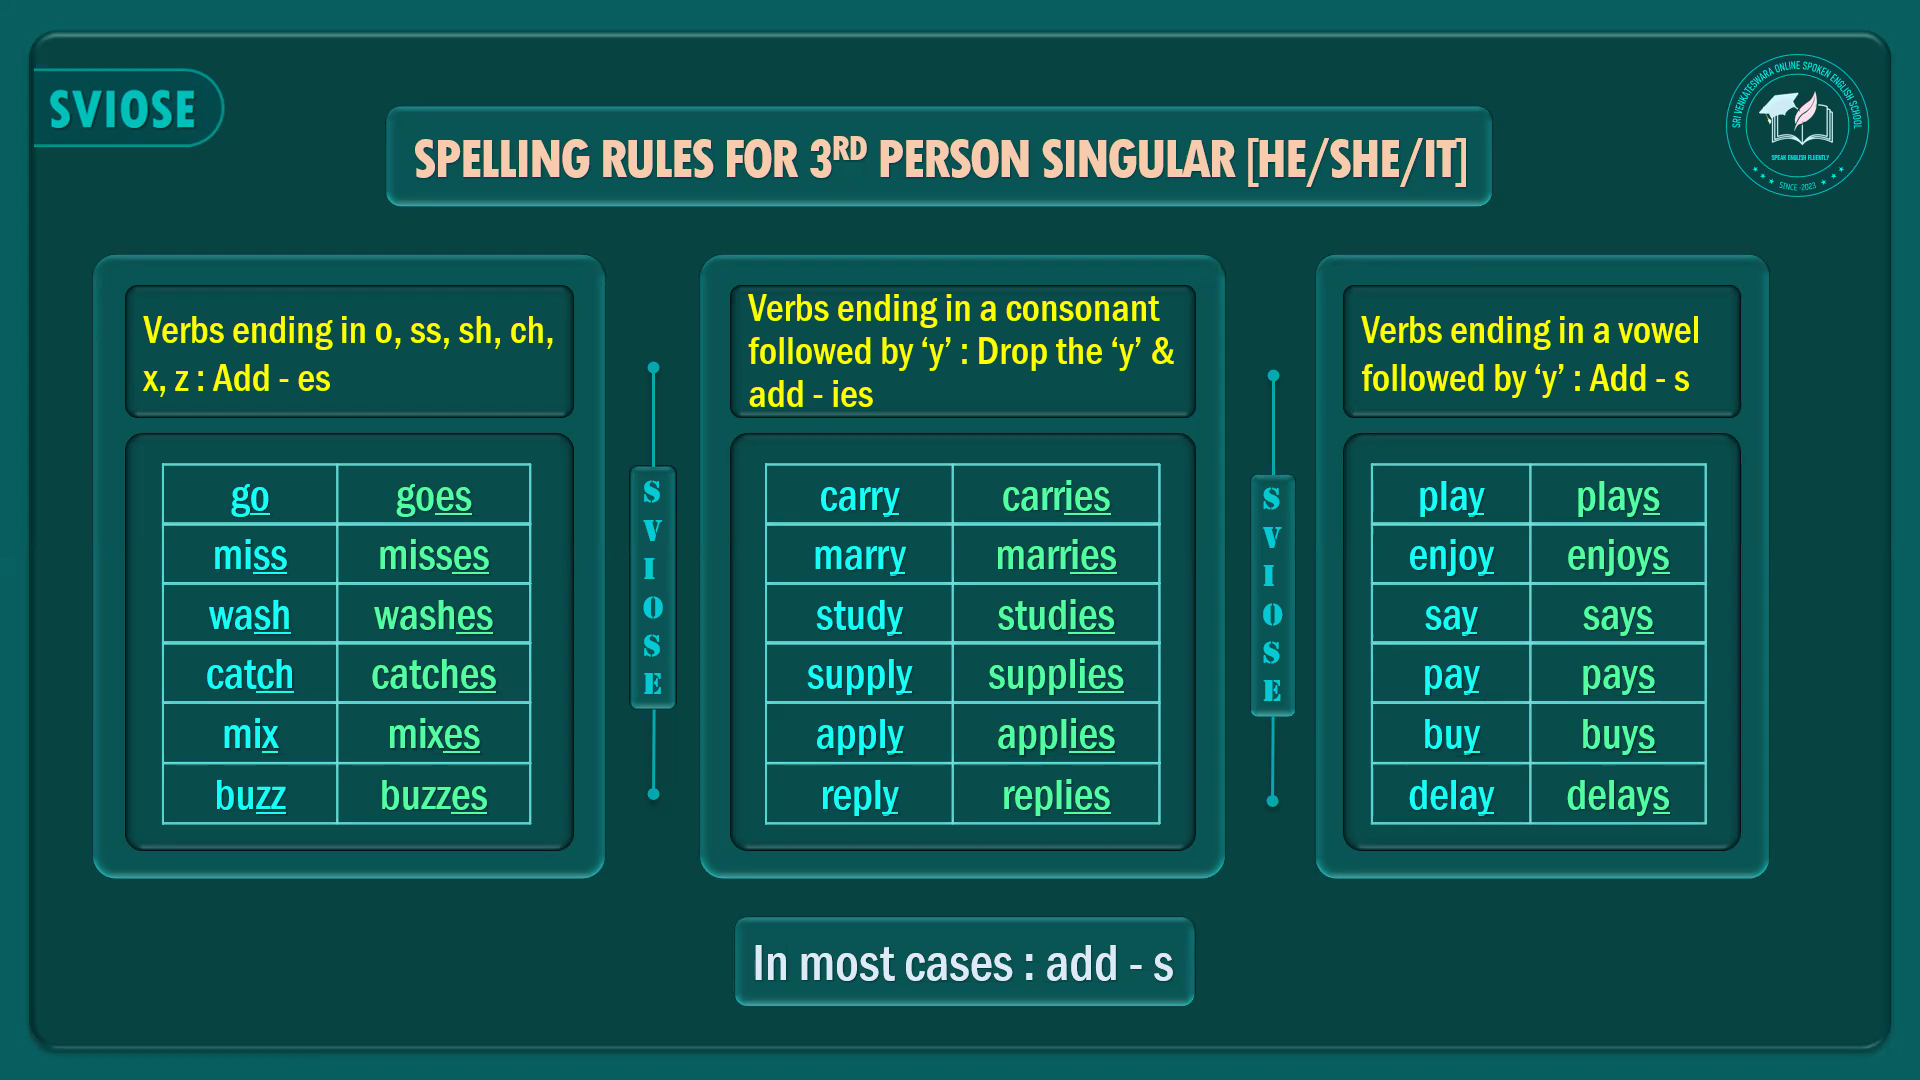 SVIOSE
SRI VENKATESWARA ONLINE SPOKEN ENGLISH SCHOOL
SPEAK ENGLISH FLUENTLY
SINCE -2023
SPELLING RULES FOR 3RD PERSON SINGULAR [HE/SHE/IT]
Verbs ending in o, ss, sh, ch,
x, z : Add - es
go goes
miss misses
wash washes
catch catches
mix mixes
buzz buzzes
SVIOSE
Verbs ending in a consonant
followed by ‘y’ : Drop the ‘y’ &
add - ies
carry carries
marry marries
study studies
supply supplies
apply applies
reply replies
SVIOSE
Verbs ending in a vowel
followed by ‘y’ : Add - s
play plays
enjoy enjoys
say says
pay pays
buy buys
delay delays
In most cases : add - s